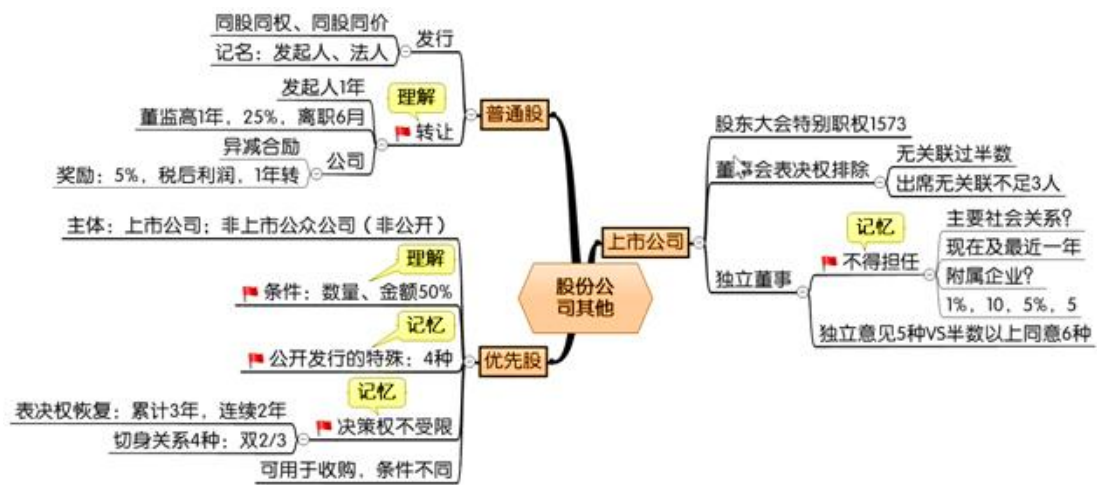 股份公
司其他
普通股
发行
同股同权、同股同价
记名：发起人、法人
理解
转让
发起人1年
董监高1年，25%，离职6月
公司
异减合励
奖励：5%，税后利润，1年转
优先股
主体：上市公司；非上市公众公司（非公开）
理解
条件：数量、金额50%
记忆
公开发行的特殊：4种
记忆
决策权不受限
表决权恢复：累计3年，连续2年
切身关系4种：双2/3
可用于收购，条件不同
上市公司
股东大会特别职权1573
董事会表决权排除
无关联过半数
出席无关联不足3人
独立董事
记忆
不得担任
主要社会关系？
现在及最近一年
附属企业？
1%，10，5%，5
独立意见5种VS半数以上同意6种